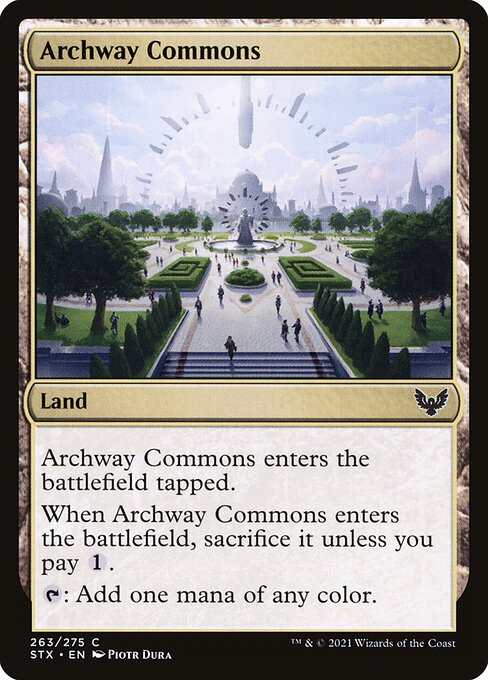 Archway Commons
Land
Archway Commons enters the
battlefield tapped.
When Archway Commons enters
the battlefield, sacrifice it unless you
pay 1.
: Add one mana of any color.
263/275 C
STX • EN Piotr Dura
™ & © 2021 Wizards of the Coast